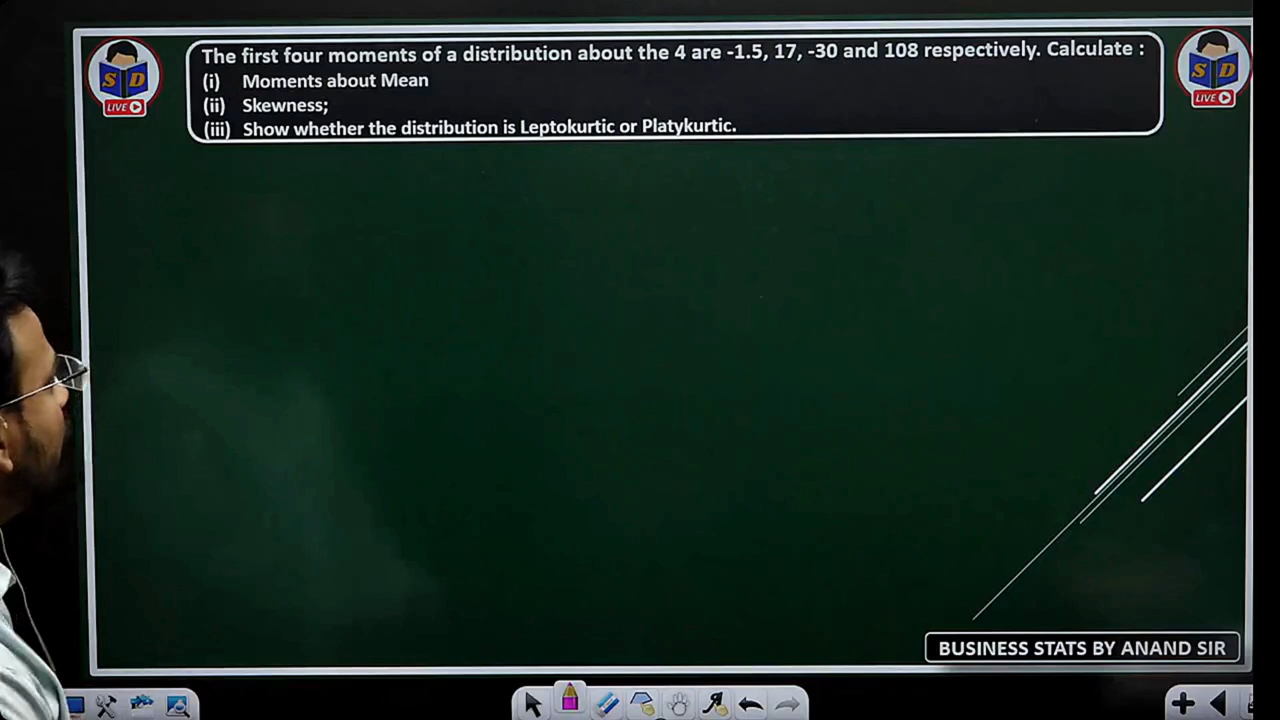 The first four moments of a distribution about the 4 are -1.5, 17, -30 and 108 respectively. Calculate :
(i) Moments about Mean
(ii) Skewness;
(iii) Show whether the distribution is Leptokurtic or Platykurtic.
S D
LIVE
S D
LIVE
BUSINESS STATS BY ANAND SIR